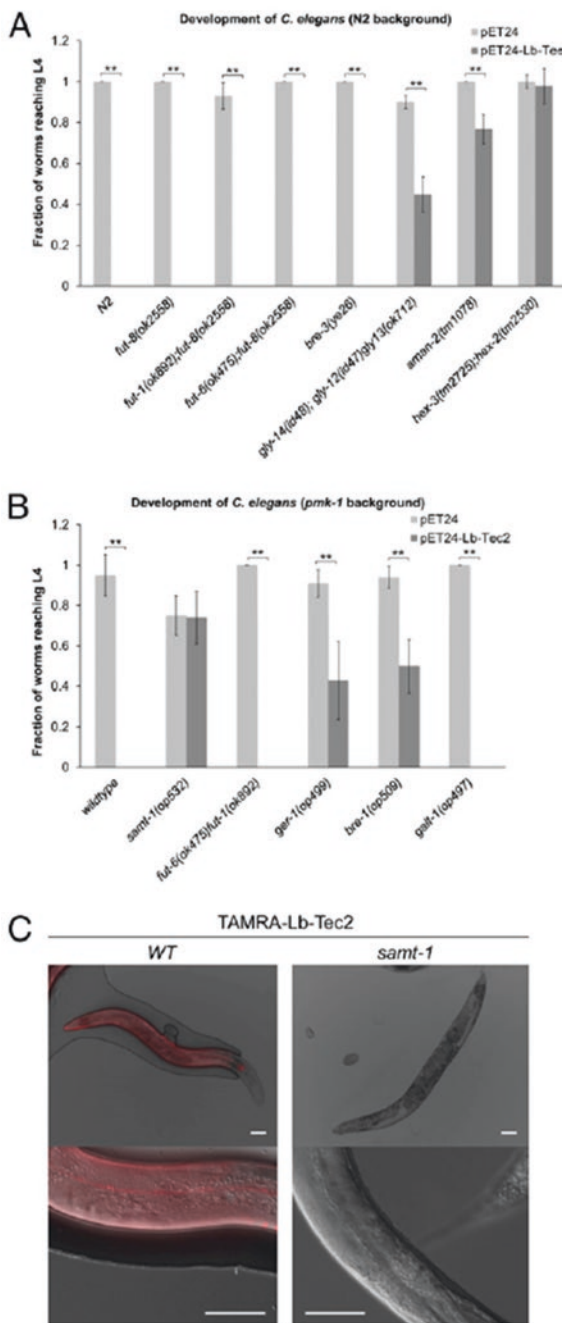 A
Development of C. elegans (N2 background)
pET24
pET24-Lb-Tec
**
**
**
**
**
**
**
Fraction of worms reaching L4
1.2
1
0.8
0.6
0.4
0.2
0
N2
fut-8(ok2558)
fut-1(ok892);fut-8(ok2558)
fut-6(ok475);fut-8(ok2558)
bre-3(ye26)
gly-14(id48); gly-12(id47)gly13(ok712)
aman-2(tm1078)
hex-3(tm2725);hex-2(tm2530)
B
Development of C. elegans (pmk-1 background)
pET24
pET24-Lb-Tec2
**
**
**
**
**
Fraction of worms reaching L4
1.2
1
0.8
0.6
0.4
0.2
0
wildtype
samt-1(op532)
fut-6(ok475)fut-1(ok892)
ger-1(op499)
bre-1(op509)
galt-1(op497)
C
TAMRA-Lb-Tec2
WT
samt-1